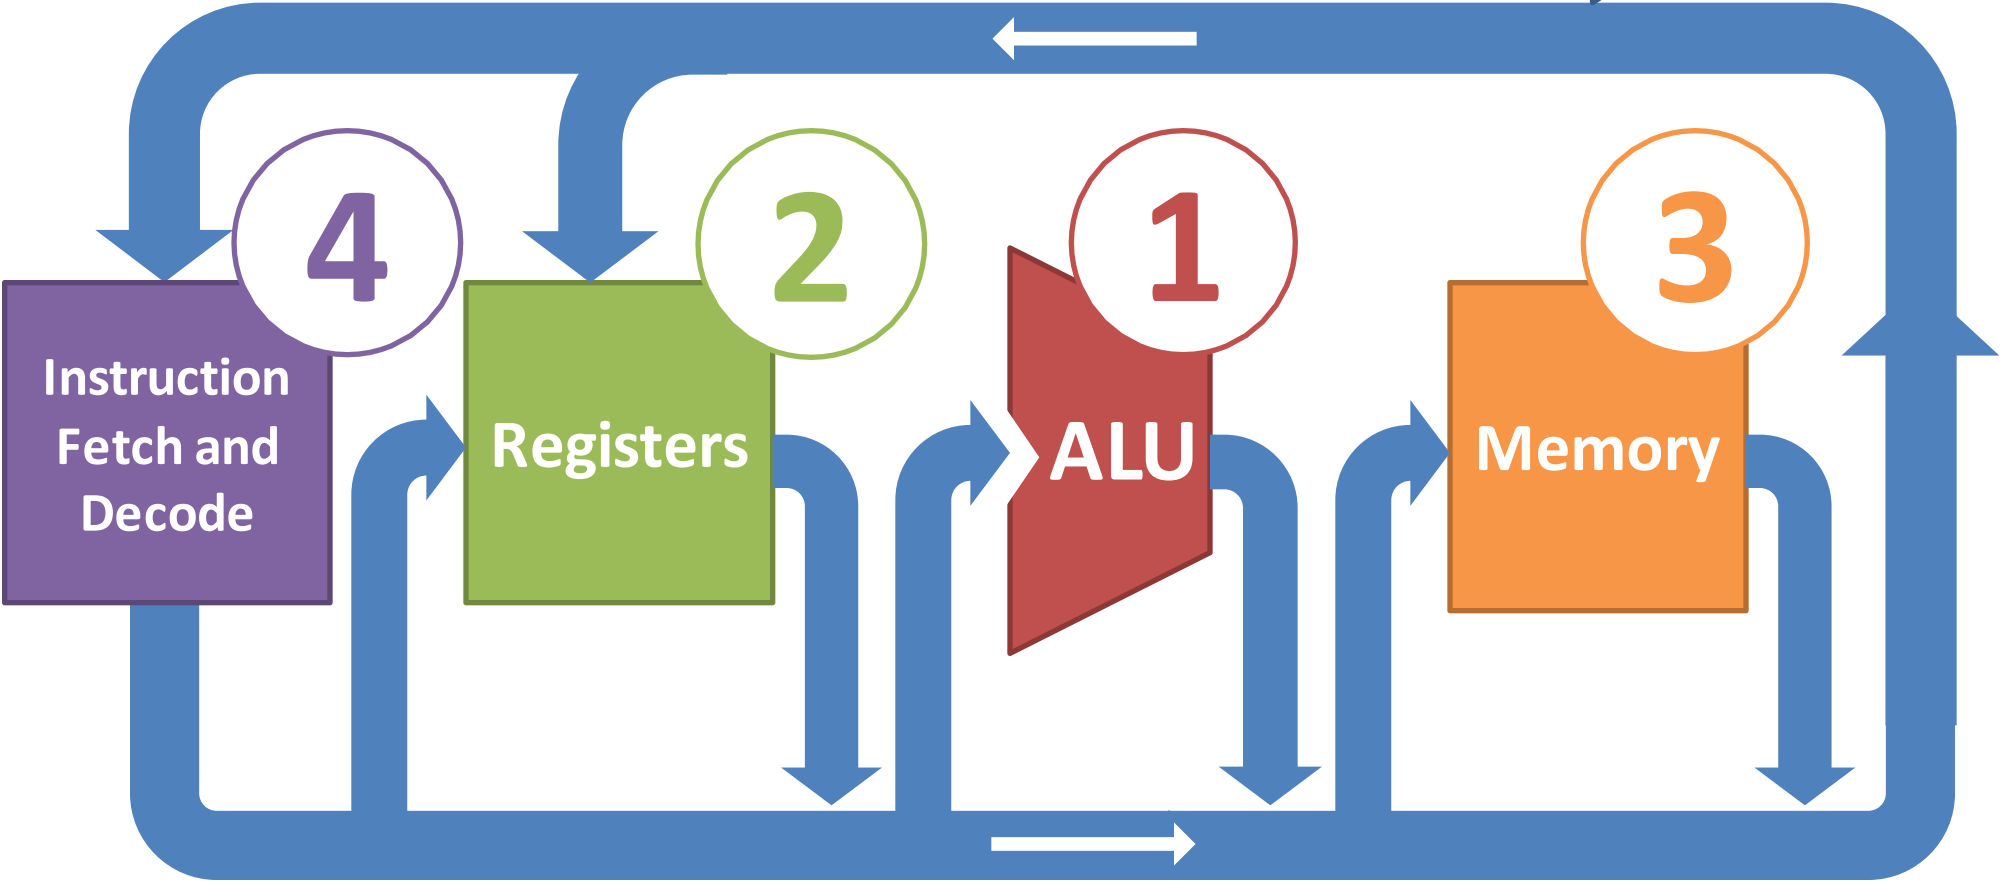 4
Instruction
Fetch and
Decode
2
Registers
1
ALU
3
Memory